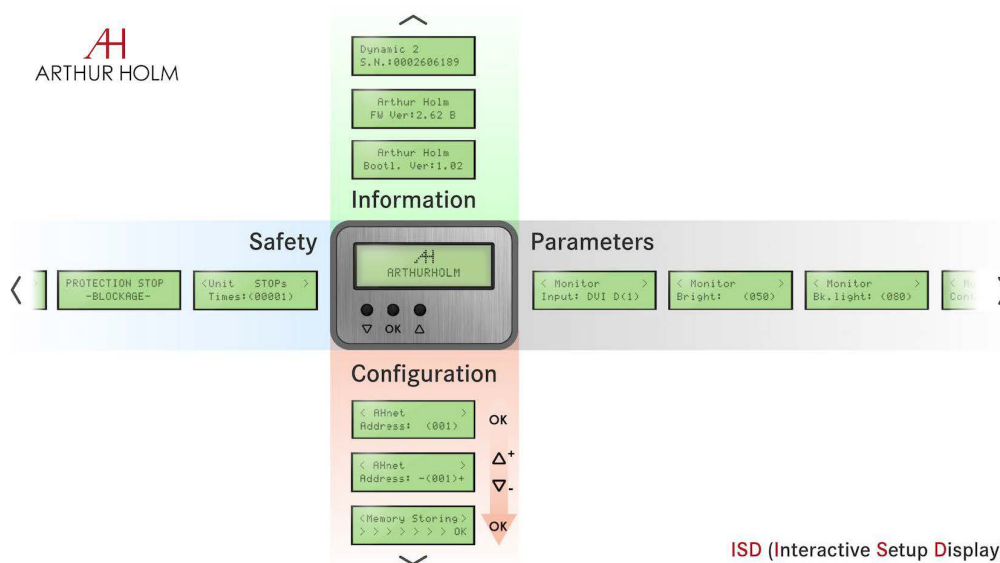 AH
ARTHUR HOLM
Dynamic 2
S.N.:0002606189
Arthur Holm
FW Ver:2.62 B
Arthur Holm
Bootl. Ver:1.02
Information
Safety
Parameters
PROTECTION STOP
-BLOCKAGE-
<Unit STOPs >
Times:(00001)
AH
ARTHURHOLM
▽ OK △
< Monitor >
Input: DVI D(1)
< Monitor >
Bright: (050)
< Monitor >
Bk.light: (080)
Configuration
< AHnet >
Address: (001)
OK
< AHnet >
Address: -(001)+
△+
▽-
<Memory Storing>
> > > > > > > OK
OK
ISD (Interactive Setup Display